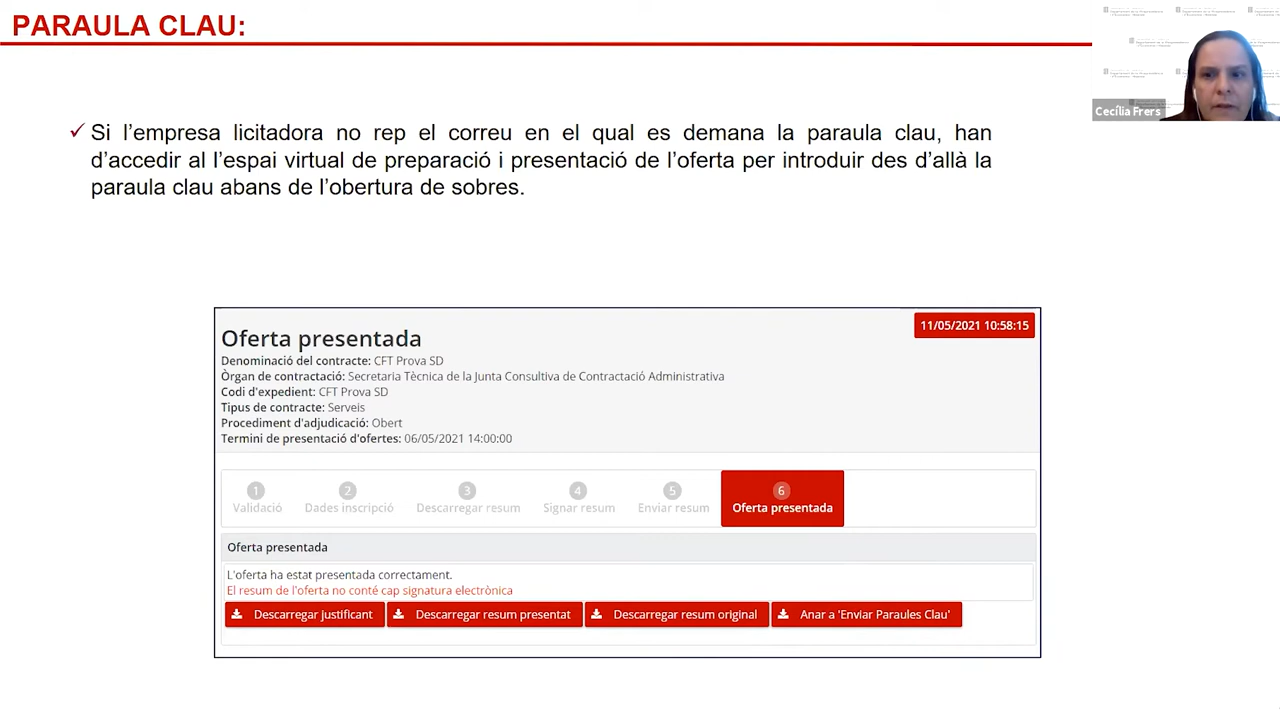 PARAULA CLAU:
Cecília Frers
✓ Si l’empresa licitadora no rep el correu en el qual es demana la paraula clau, han
d’accedir al l’espai virtual de preparació i presentació de l’oferta per introduir des d’allà la
paraula clau abans de l’obertura de sobres.
11/05/2021 10:58:15
Oferta presentada
Denominació del contracte: CFT Prova SD
Òrgan de contractació: Secretaria Tècnica de la Junta Consultiva de Contractació Administrativa
Codi d'expedient: CFT Prova SD
Tipus de contracte: Serveis
Procediment d'adjudicació: Obert
Termini de presentació d'ofertes: 06/05/2021 14:00:00
1 2 3 4 5 6
Validació Dades inscripció Descarregar resum Signar resum Enviar resum Oferta presentada
Oferta presentada
L'oferta ha estat presentada correctament.
El resum de l'oferta no conté cap signatura electrònica
Descarregar justificant Descarregar resum presentat Descarregar resum original Anar a 'Enviar Paraules Clau'